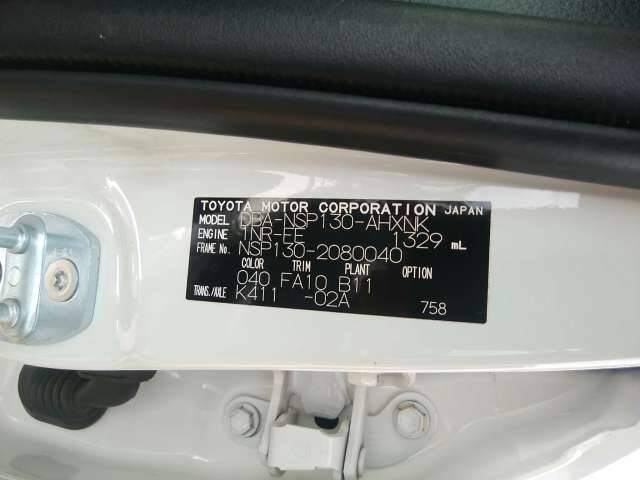 TOYOTA MOTOR CORPORATION JAPAN
MODEL DBA-NSP130-AHXNK
ENGINE 1NR-FE 1329 mL
FRAME No. NSP130-2080040
COLOR TRIM PLANT OPTION
040 FA10 B11
TRANS./AXLE K411 -02A
758